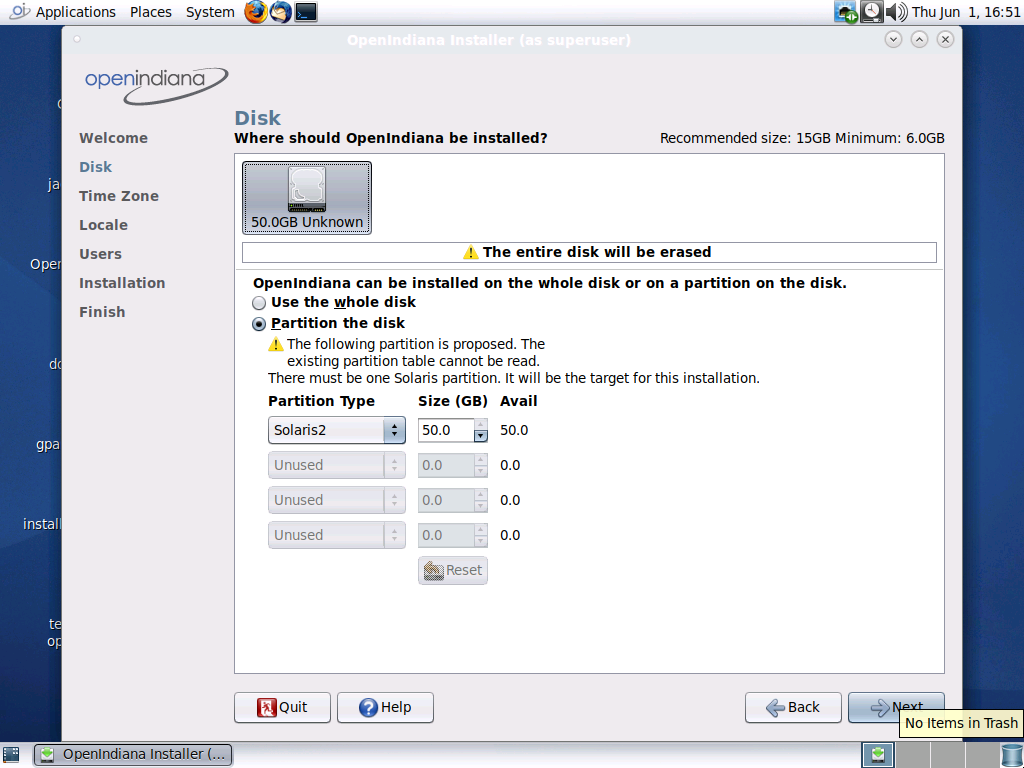 Applications Places System Thu Jun 1, 16:51
OpenIndiana Installer (as superuser)
openindiana
Disk
Where should OpenIndiana be installed? Recommended size: 15GB Minimum: 6.0GB
Welcome
Disk
Time Zone
Locale
Users
Installation
Finish
50.0GB Unknown
The entire disk will be erased
OpenIndiana can be installed on the whole disk or on a partition on the disk.
Use the whole disk
Partition the disk
The following partition is proposed. The
existing partition table cannot be read.
There must be one Solaris partition. It will be the target for this installation.
Partition Type Size (GB) Avail
Solaris2 50.0 50.0
Unused 0.0 0.0
Unused 0.0 0.0
Unused 0.0 0.0
Reset
ja
Open
do
gpa
install
te
op
Quit Help Back Next
No Items in Trash
OpenIndiana Installer (...